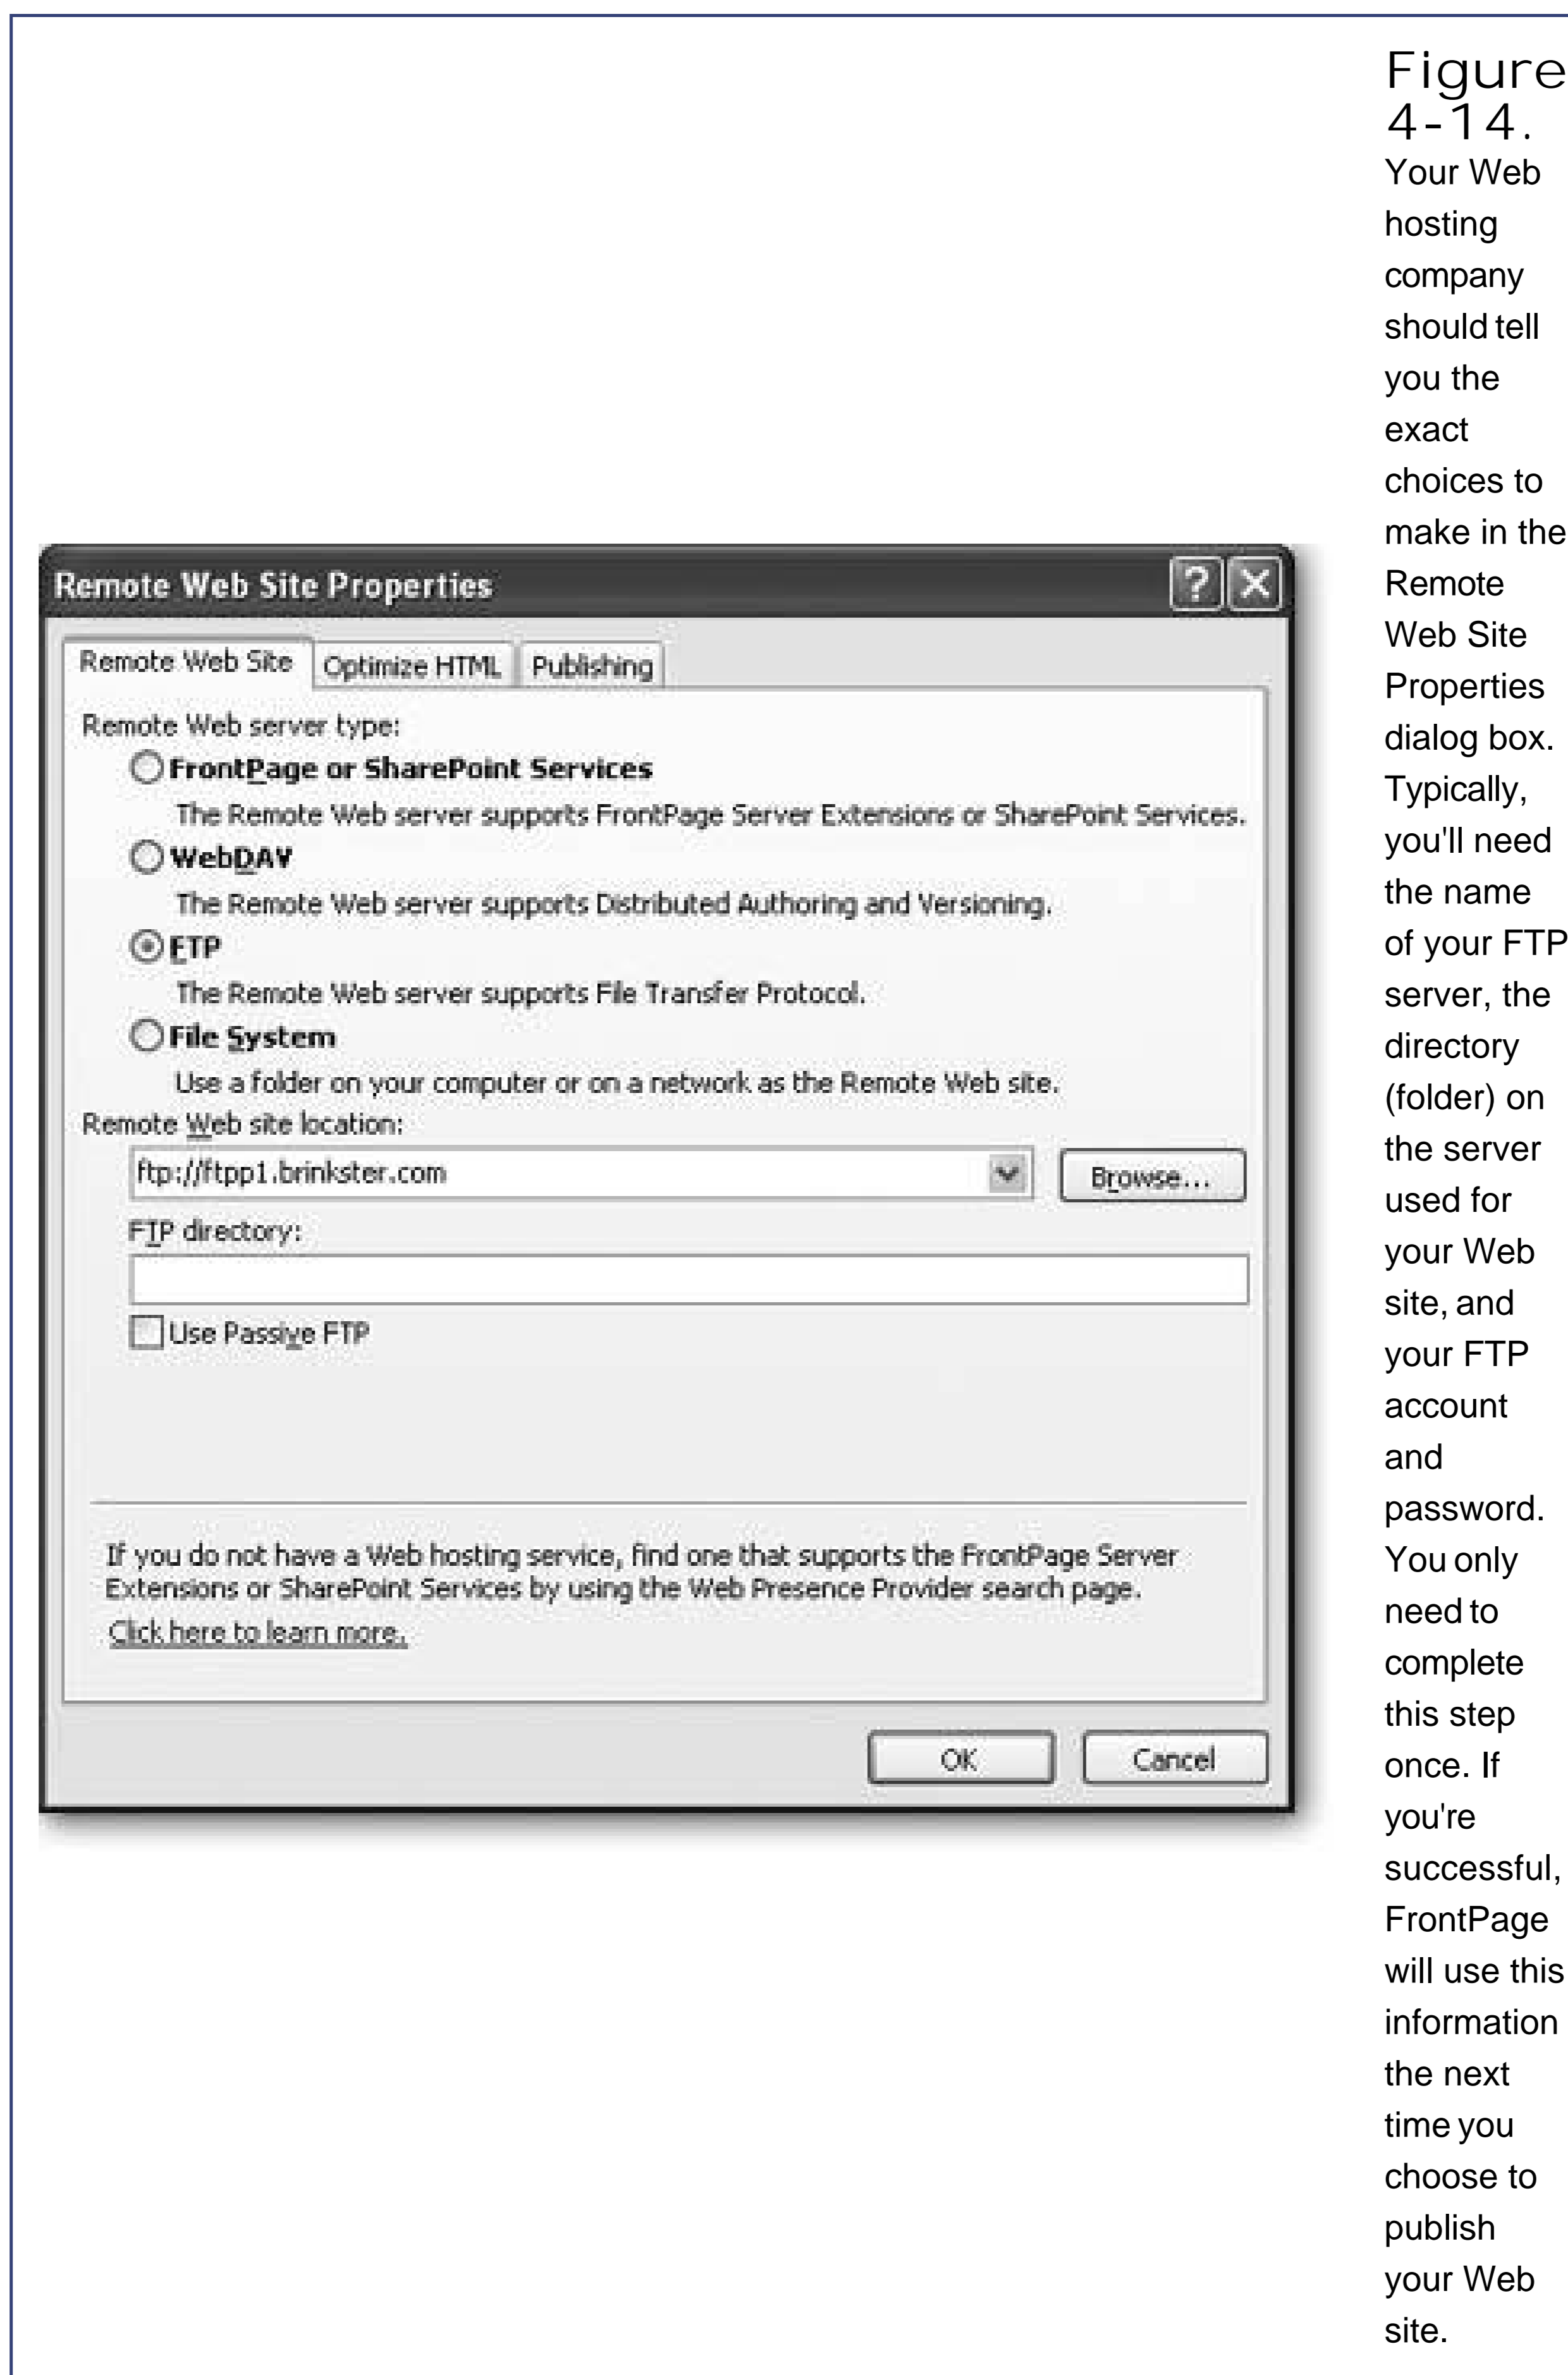 Figure
4-14.
Your Web
hosting
company
should tell
you the
exact
choices to
make in the
Remote
Web Site
Properties
dialog box.
Typically,
you'll need
the name
of your FTP
server, the
directory
(folder) on
the server
used for
your Web
site, and
your FTP
account
and
password.
You only
need to
complete
this step
once. If
you're
successful,
FrontPage
will use this
information
the next
time you
choose to
publish
your Web
site.
Remote Web Site Properties
Remote Web Site Optimize HTML Publishing
Remote Web server type:
FrontPage or SharePoint Services
The Remote Web server supports FrontPage Server Extensions or SharePoint Services.
WebDAV
The Remote Web server supports Distributed Authoring and Versioning.
FTP
The Remote Web server supports File Transfer Protocol.
File System
Use a folder on your computer or on a network as the Remote Web site.
Remote Web site location:
ftp://ftpp1.brinkster.com Browse...
FTP directory:
Use Passive FTP
If you do not have a Web hosting service, find one that supports the FrontPage Server
Extensions or SharePoint Services by using the Web Presence Provider search page.
Click here to learn more.
OK Cancel